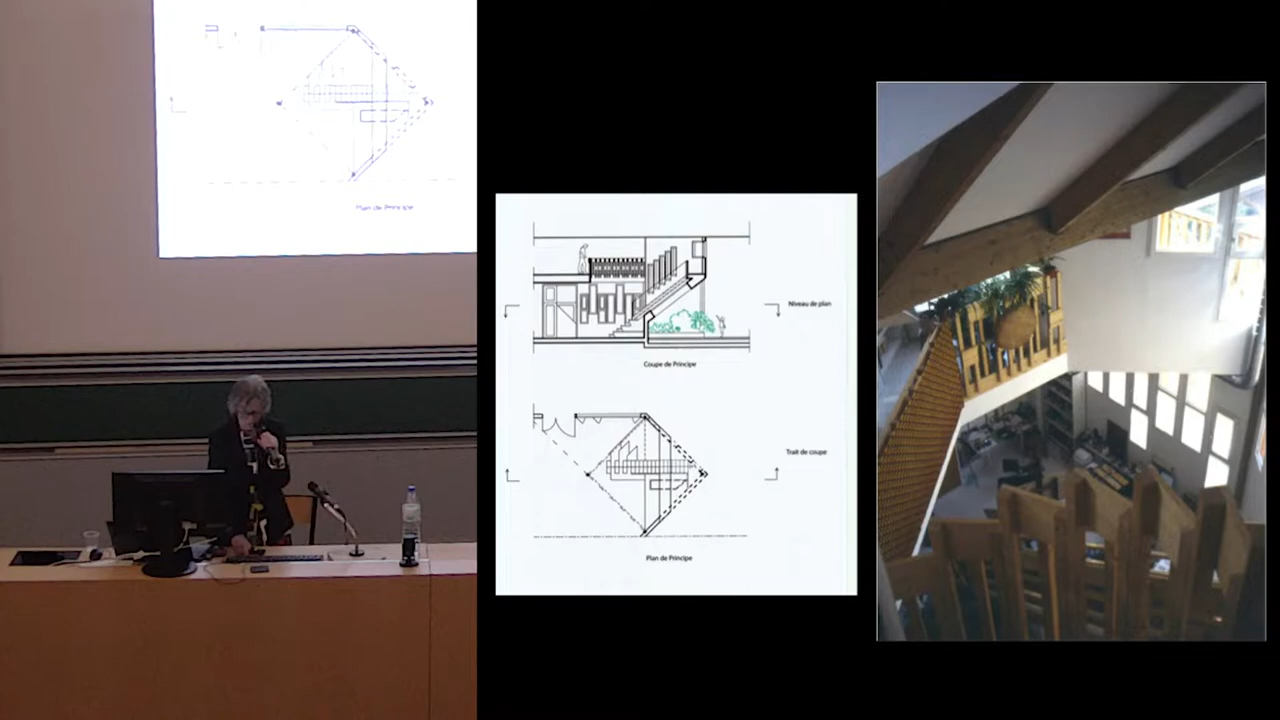 Plan de Principe
Niveau de plan
Coupe de Principe
Trait de coupe
Plan de Principe